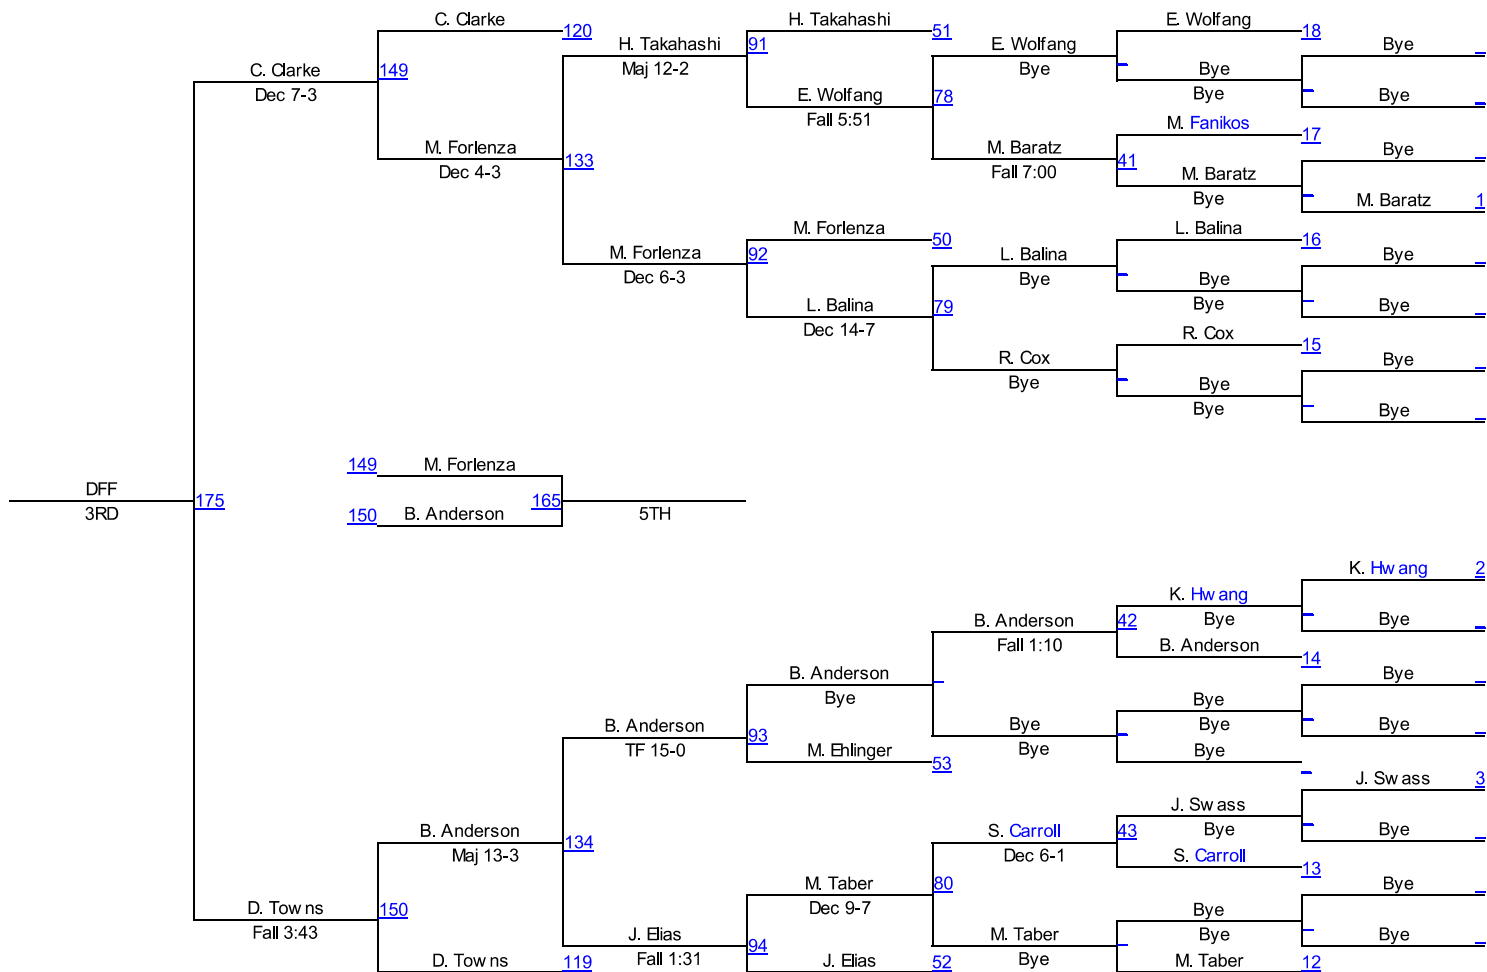 C. Clarke
120
H. Takahashi
51
E. Wolfang
18
H. Takahashi
91
E. Wolfang
Bye
Maj 12-2
Bye
Bye
C. Clarke
149
Bye
Dec 7-3
E. Wolfang
78
Bye
Fall 5:51
M. Fanikos
17
M. Forlenza
133
M. Baratz
41
Bye
Dec 4-3
Fall 7:00
M. Baratz
Bye
M. Baratz
1
M. Forlenza
50
L. Balina
16
M. Forlenza
92
L. Balina
Bye
Dec 6-3
Bye
Bye
L. Balina
79
Bye
Bye
Dec 14-7
R. Cox
15
R. Cox
Bye
Bye
Bye
Bye
Bye
149
M. Forlenza
DFF
175
165
3RD
150
B. Anderson
5TH
K. Hwang
2
K. Hwang
B. Anderson
42
Bye
Bye
Fall 1:10
B. Anderson
14
B. Anderson
Bye
Bye
Bye
B. Anderson
93
Bye
Bye
Bye
TF 15-0
Bye
M. Ehlinger
53
Bye
J. Swass
3
J. Swass
B. Anderson
134
S. Carroll
43
Bye
Bye
Maj 13-3
Dec 6-1
S. Carroll
13
M. Taber
80
Bye
Dec 9-7
D. Towns
150
Bye
Fall 3:43
J. Elias
94
M. Taber
Bye
Bye
Fall 1:31
Bye
D. Towns
119
J. Elias
52
M. Taber
12